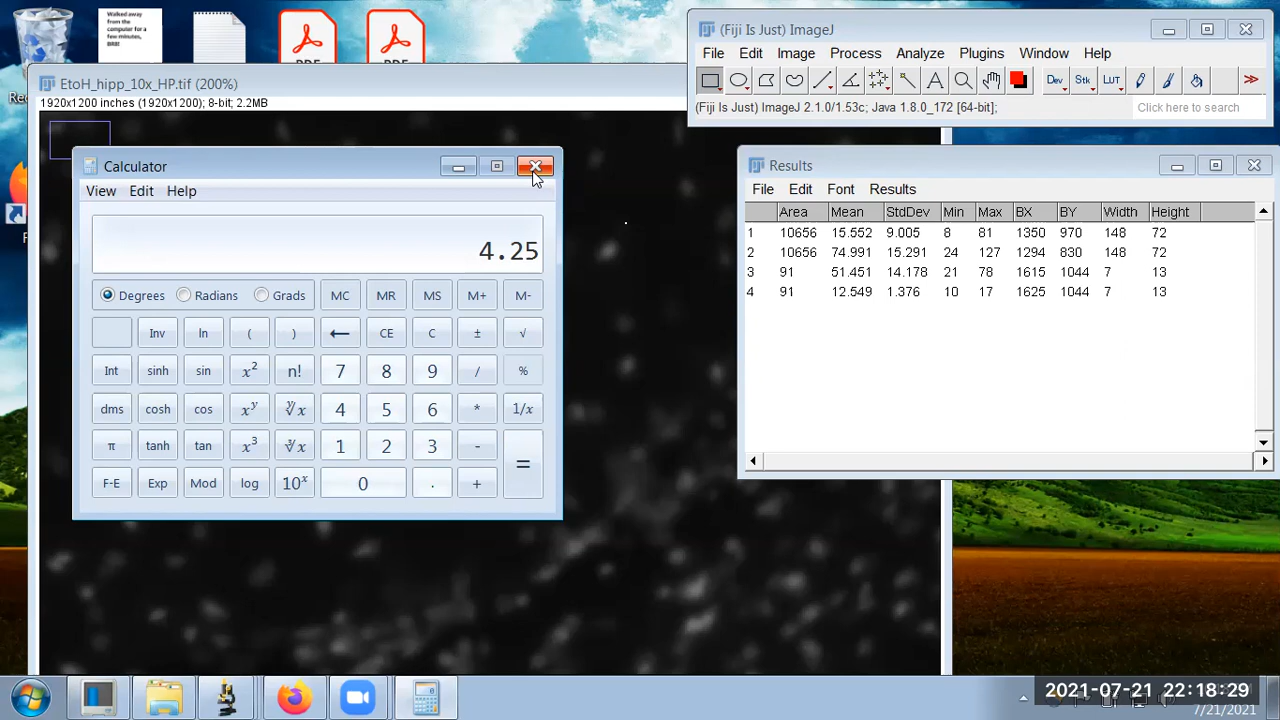 Walked away
from the
computer for
a few
minutes,
BRB!
PDF
PDF
EtoH_hipp_10x_HP.tif (200%)
1920x1200 inches (1920x1200); 8-bit; 2.2MB
(Fiji Is Just) ImageJ
File Edit Image Process Analyze Plugins Window Help
Dev Stk LUT
(Fiji Is Just) ImageJ 2.1.0/1.53c; Java 1.8.0_172 [64-bit];
Click here to search
Calculator
View Edit Help
4.25
Degrees Radians Grads MC MR MS M+ M-
Inv ln ( ) ← CE C ± √
Int sinh sin x² n! 7 8 9 / %
dms cosh cos x^y ʸ√x 4 5 6 * 1/x
π tanh tan x³ ³√x 1 2 3 - =
F-E Exp Mod log 10ˣ 0 . +
Results
File Edit Font Results
Area Mean StdDev Min Max BX BY Width Height
1 10656 15.552 9.005 8 81 1350 970 148 72
2 10656 74.991 15.291 24 127 1294 830 148 72
3 91 51.451 14.178 21 78 1615 1044 7 13
4 91 12.549 1.376 10 17 1625 1044 7 13
2021-07-21 22:18:29
7/21/2021